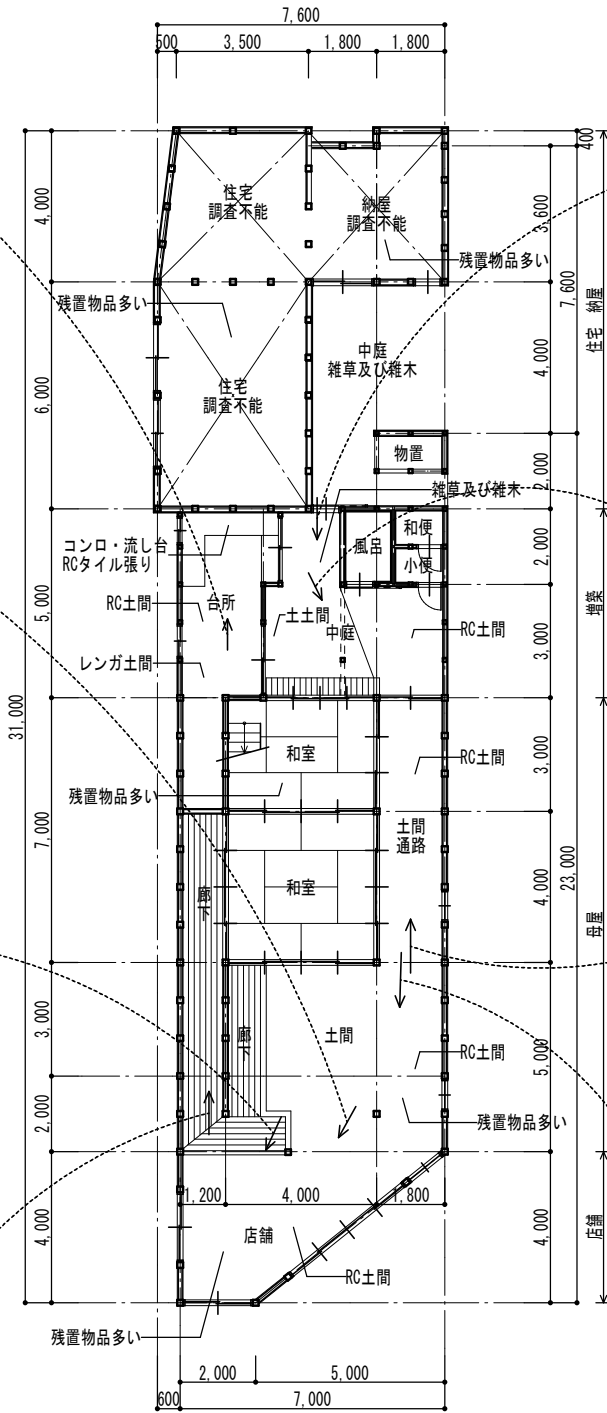 7,600
500
3,500
1,800
1,800
400
4,000
住宅
調査不能
納屋
調査不能
3,600
残置物品多い
7,600
住宅 納屋
残置物品多い
中庭
雑草及び雑木
4,000
6,000
住宅
調査不能
物置
2,000
雑草及び雑木
コンロ・流し台
RCタイル張り
風呂
和便
小便
2,000
RC土間
台所
土土間
中庭
RC土間
増築
5,000
3,000
レンガ土間
31,000
和室
RC土間
3,000
残置物品多い
土間
通路
7,000
和室
廊下
4,000
23,000
母屋
3,000
廊下
土間
RC土間
5,000
2,000
残置物品多い
1,200
4,000
1,800
店舗
4,000
RC土間
4,000
店舗
残置物品多い
2,000
5,000
600
7,000